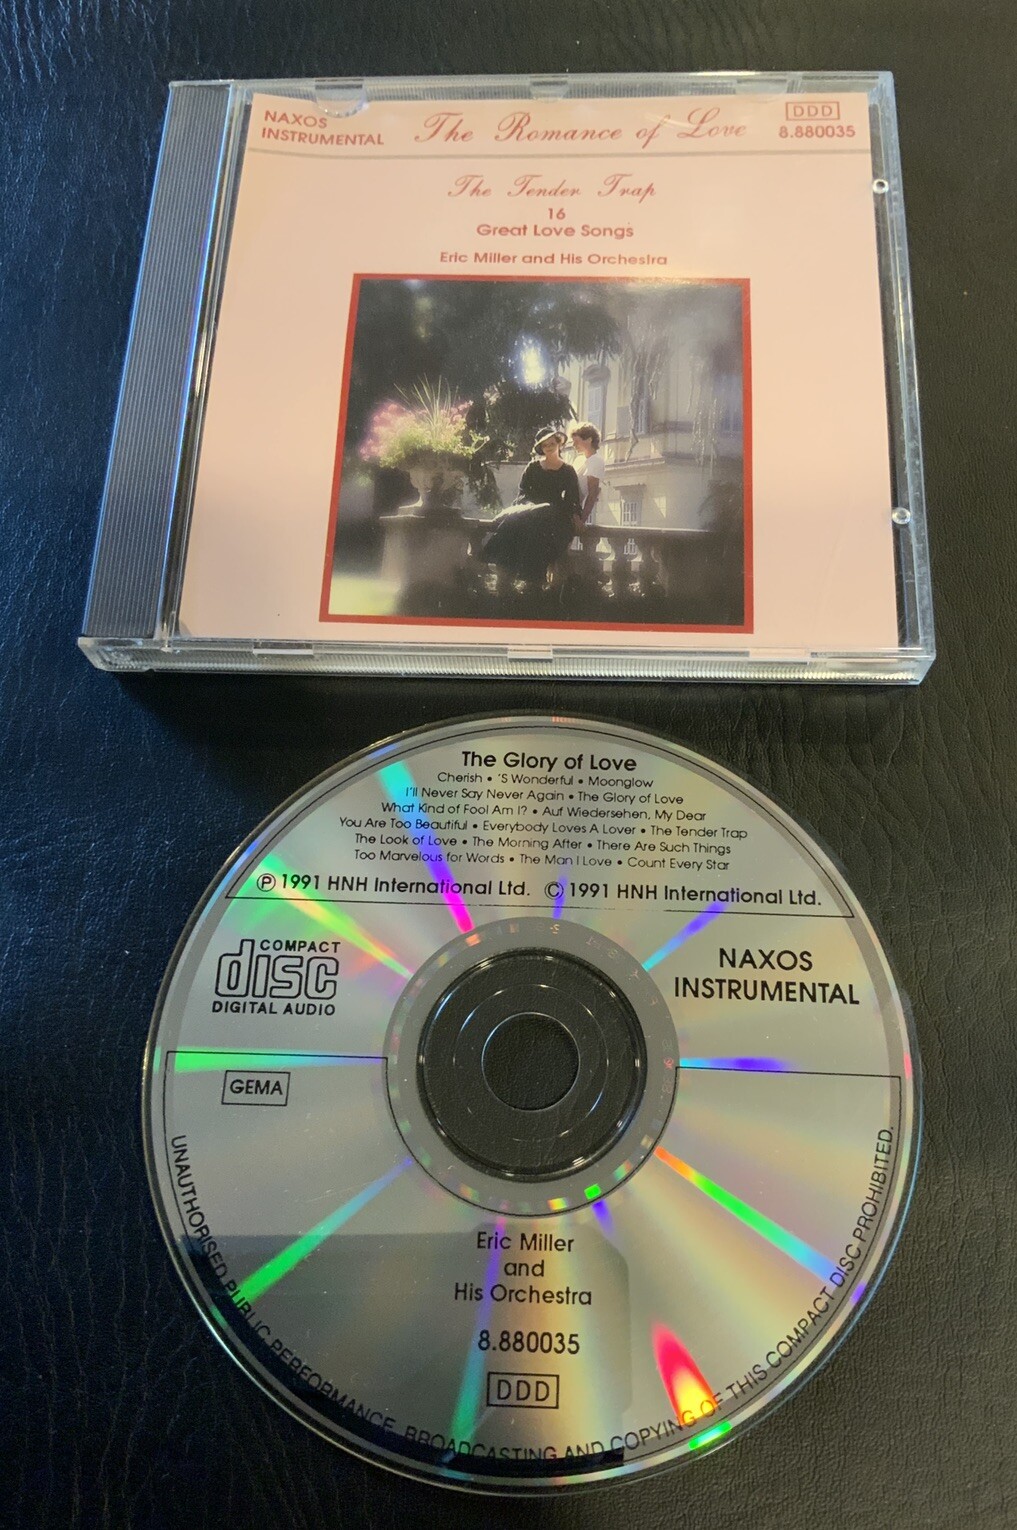 NAXOS
INSTRUMENTAL
The Romance of Love
DDD
8.880035
The Tender Trap
16
Great Love Songs
Eric Miller and His Orchestra
The Glory of Love
Cherish • 'S Wonderful • Moonglow
I'll Never Say Never Again • The Glory of Love
What Kind of Fool Am I? • Auf Wiedersehen, My Dear
You Are Too Beautiful • Everybody Loves A Lover • The Tender Trap
The Look of Love • The Morning After • There Are Such Things
Too Marvelous for Words • The Man I Love • Count Every Star
℗ 1991 HNH International Ltd. © 1991 HNH International Ltd.
COMPACT
disc
DIGITAL AUDIO
NAXOS
INSTRUMENTAL
GEMA
Eric Miller
and
His Orchestra
8.880035
DDD
UNAUTHORISED PUBLIC PERFORMANCE, BROADCASTING AND COPYING OF THIS COMPACT DISC PROHIBITED.